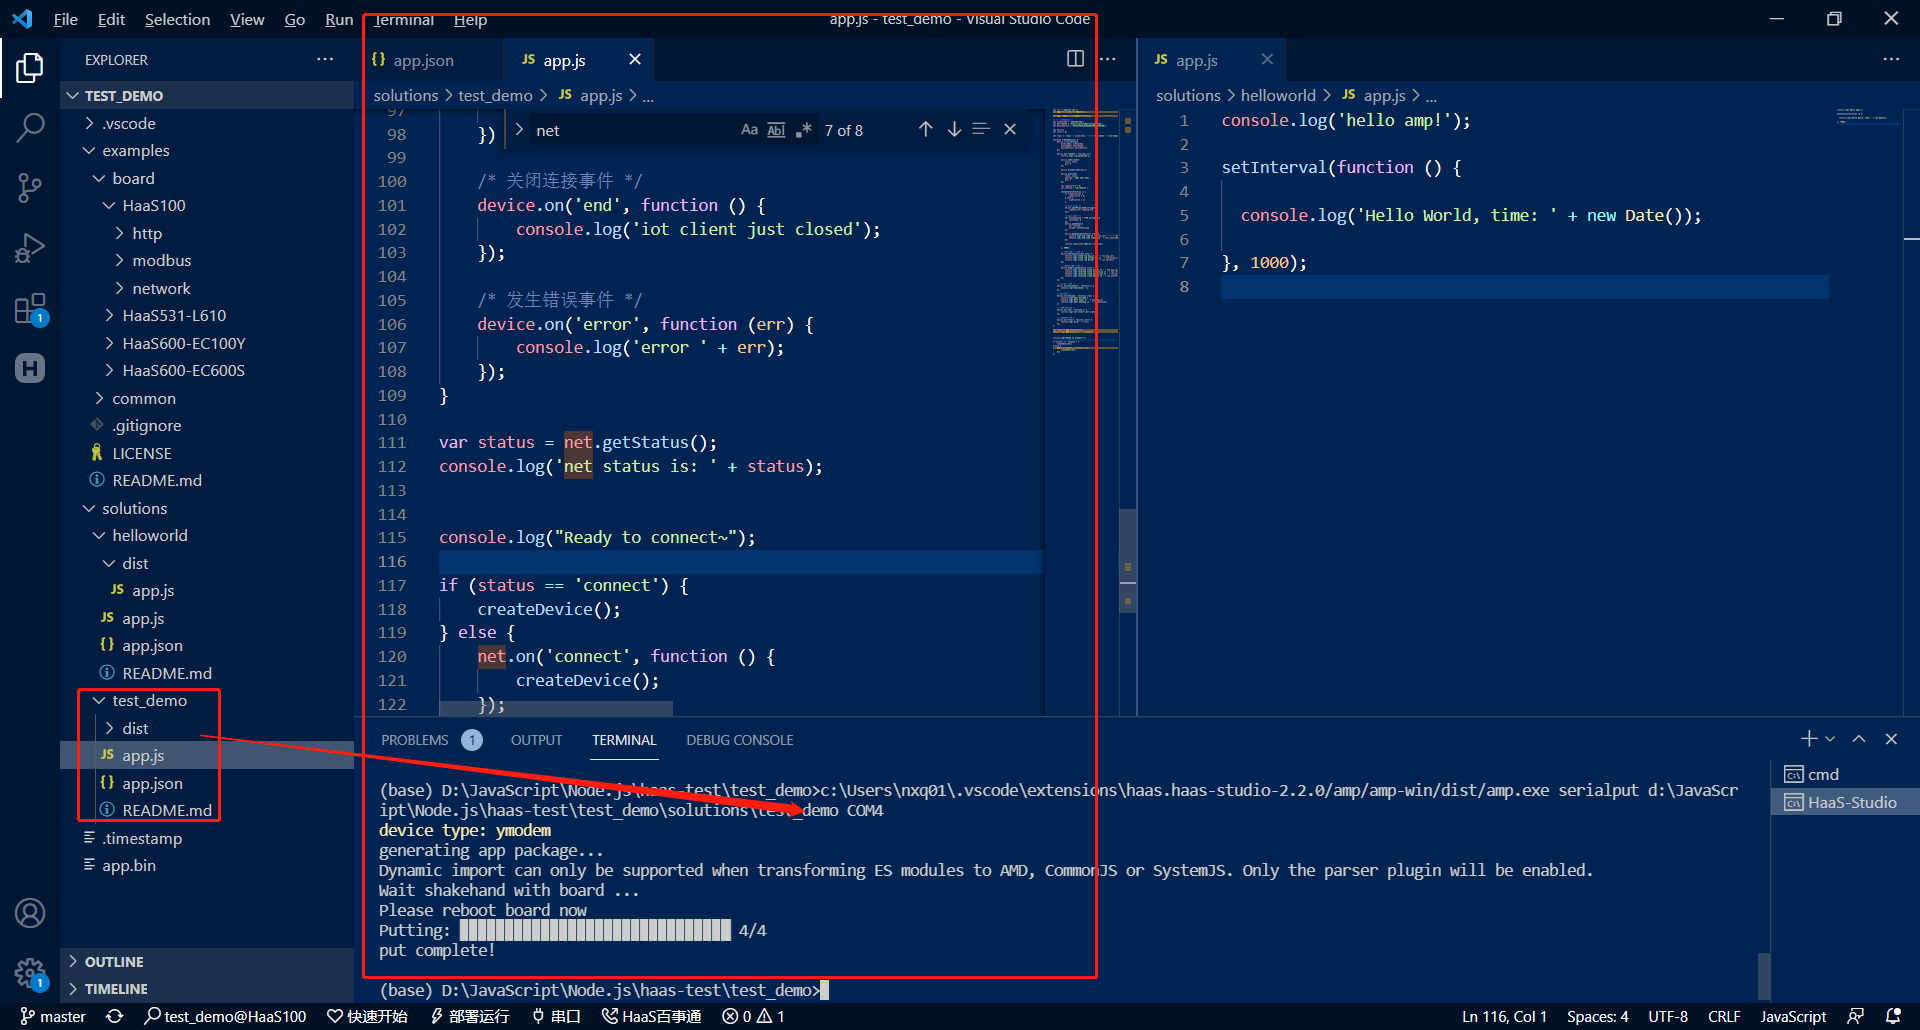 File Edit Selection View Go Run Terminal Help
app.js - test_demo - Visual Studio Code
EXPLORER
TEST_DEMO
.vscode
examples
board
HaaS100
http
modbus
network
HaaS531-L610
HaaS600-EC100Y
HaaS600-EC600S
common
.gitignore
LICENSE
README.md
solutions
helloworld
dist
JS app.js
JS app.js
{} app.json
README.md
test_demo
dist
JS app.js
{} app.json
README.md
.timestamp
app.bin
OUTLINE
TIMELINE
{} app.json
JS app.js
solutions > test_demo > JS app.js > ...
net
Aa Abl .*
7 of 8
97
98 })
99
100 /* 关闭连接事件 */
101 device.on('end', function () {
102 console.log('iot client just closed');
103 });
104
105 /* 发生错误事件 */
106 device.on('error', function (err) {
107 console.log('error ' + err);
108 });
109 }
110
111 var status = net.getStatus();
112 console.log('net status is: ' + status);
113
114
115 console.log("Ready to connect~");
116
117 if (status == 'connect') {
118 createDevice();
119 } else {
120 net.on('connect', function () {
121 createDevice();
122 });
JS app.js
solutions > helloworld > JS app.js > ...
1 console.log('hello amp!');
2
3 setInterval(function () {
4
5 console.log('Hello World, time: ' + new Date());
6
7 }, 1000);
8
PROBLEMS 1 OUTPUT TERMINAL DEBUG CONSOLE
(base) D:\JavaScript\Node.js\haas-test\test_demo>c:\Users\nxq01\.vscode\extensions\haas.haas-studio-2.2.0/amp/amp-win/dist/amp.exe serialput d:\JavaScr
ipt\Node.js\haas-test\test_demo\solutions\test_demo COM4
device type: ymodem
generating app package...
Dynamic import can only be supported when transforming ES modules to AMD, CommonJS or SystemJS. Only the parser plugin will be enabled.
Wait shakehand with board ...
Please reboot board now
Putting: 4/4
put complete!
(base) D:\JavaScript\Node.js\haas-test\test_demo>
cmd
HaaS-Studio
H
1
1
master test_demo@HaaS100 快速开始 部署运行 串口 HaaS百事通 0 1
Ln 116, Col 1 Spaces: 4 UTF-8 CRLF JavaScript